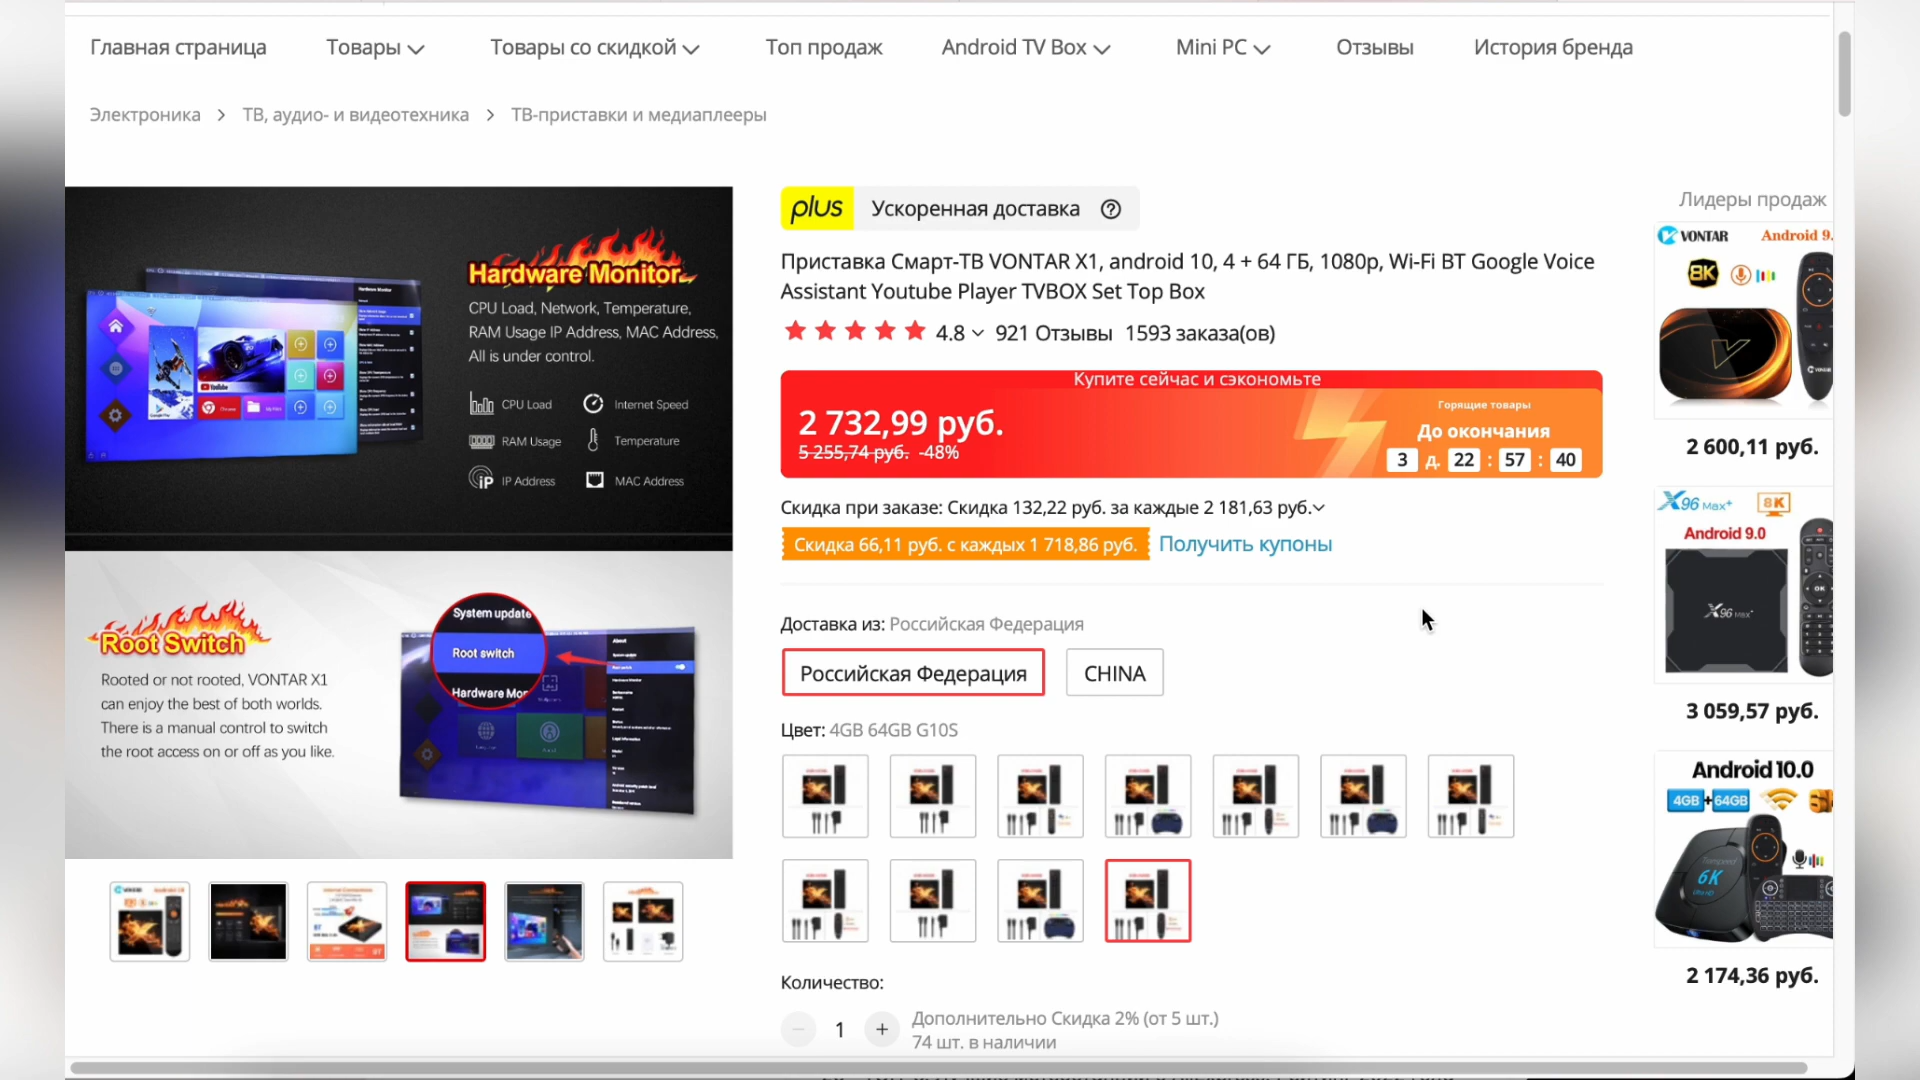 Главная страница
Товары
Товары со скидкой
Топ продаж
Android TV Box
Mini PC
Отзывы
История бренда
Электроника > ТВ, аудио- и видеотехника > ТВ-приставки и медиаплееры
Hardware Monitor
CPU Load, Network, Temperature,
RAM Usage IP Address, MAC Address,
All is under control.
CPU Load
Internet Speed
RAM Usage
Temperature
IP Address
MAC Address
Root Switch
Rooted or not rooted, VONTAR X1
can enjoy the best of both worlds.
There is a manual control to switch
the root access on or off as you like.
System update
Root switch
Hardware Mon
plus Ускоренная доставка
Приставка Смарт-ТВ VONTAR X1, android 10, 4 + 64 ГБ, 1080p, Wi-Fi BT Google Voice
Assistant Youtube Player TVBOX Set Top Box
4.8 921 Отзывы 1593 заказа(ов)
Купите сейчас и сэкономьте
2 732,99 руб.
5 255,74 руб. -48%
Горящие товары
До окончания
3 д. 22 : 57 : 40
Скидка при заказе: Скидка 132,22 руб. за каждые 2 181,63 руб.
Скидка 66,11 руб. с каждых 1 718,86 руб. Получить купоны
Доставка из: Российская Федерация
Российская Федерация
CHINA
Цвет: 4GB 64GB G10S
Количество:
1
Дополнительно Скидка 2% (от 5 шт.)
74 шт. в наличии
Лидеры продаж
VONTAR Android 9.
8K
2 600,11 руб.
X96 Max+ 8K
Android 9.0
X96 Max+
OK
3 059,57 руб.
Android 10.0
4GB+64GB
6K
2 174,36 руб.